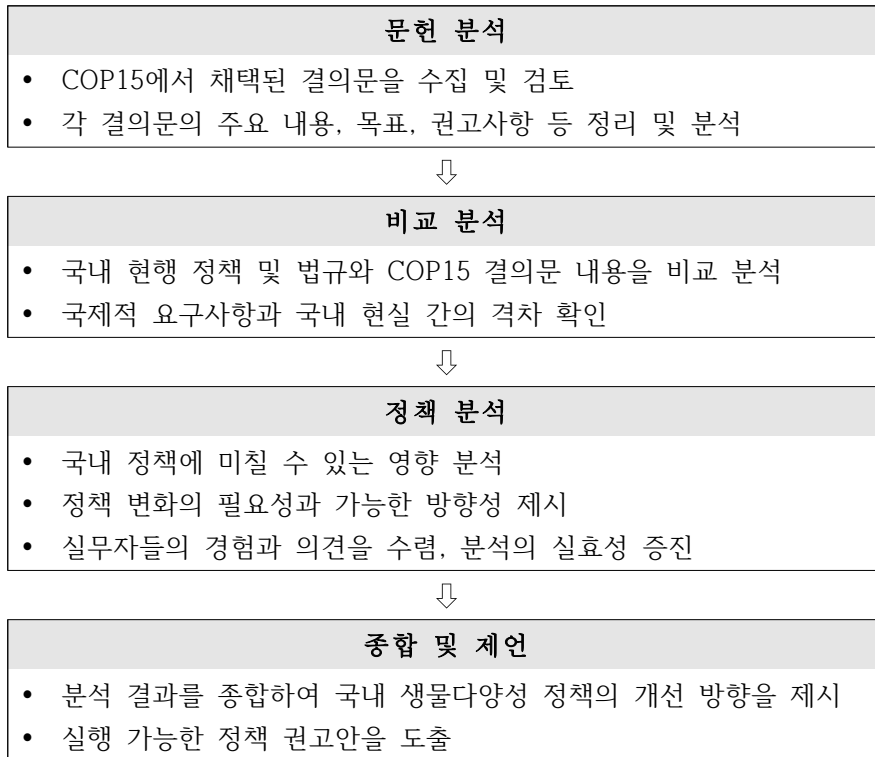 문헌 분석
• COP15에서 채택된 결의문을 수집 및 검토
• 각 결의문의 주요 내용, 목표, 권고사항 등 정리 및 분석
⇩
비교 분석
• 국내 현행 정책 및 법규와 COP15 결의문 내용을 비교 분석
• 국제적 요구사항과 국내 현실 간의 격차 확인
⇩
정책 분석
• 국내 정책에 미칠 수 있는 영향 분석
• 정책 변화의 필요성과 가능한 방향성 제시
• 실무자들의 경험과 의견을 수렴, 분석의 실효성 증진
⇩
종합 및 제언
• 분석 결과를 종합하여 국내 생물다양성 정책의 개선 방향을 제시
• 실행 가능한 정책 권고안을 도출